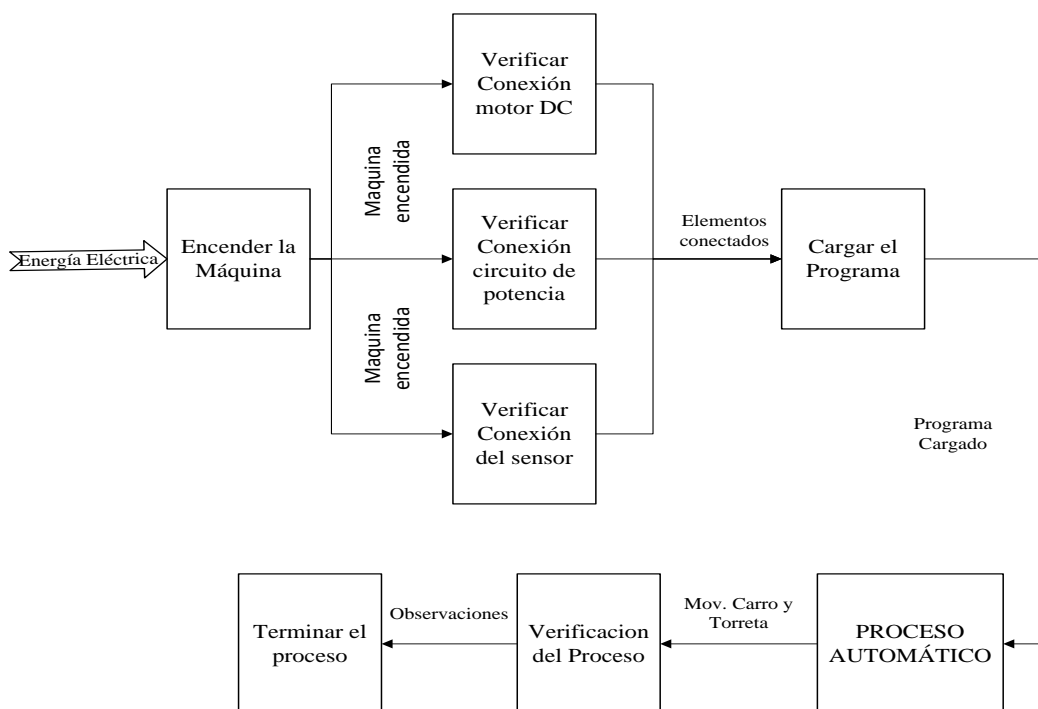 Verificar
Conexión
motor DC
Maquina
encendida
Energía Eléctrica
Encender la
Máquina
Verificar
Conexión
circuito de
potencia
Elementos
conectados
Cargar el
Programa
Maquina
encendida
Verificar
Conexión
del sensor
Programa
Cargado
Terminar el
proceso
Observaciones
Verificacion
del Proceso
Mov. Carro y
Torreta
PROCESO
AUTOMÁTICO